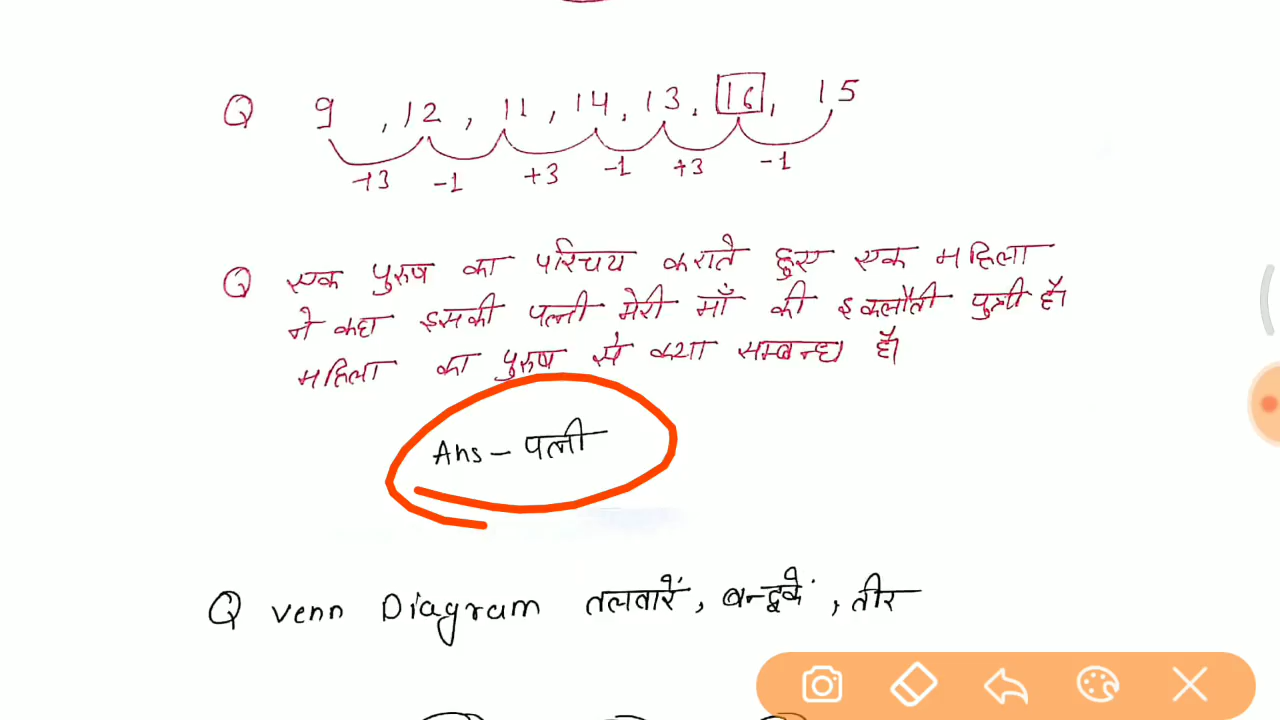 Q 9, 12, 11, 14, 13, 16, 15
+3 -1 +3 -1 +3 -1
Q एक पुरुष का परिचय कराते हुए एक महिला
ने कहा इसकी पत्नी मेरी माँ की इकलौती पुत्री है।
महिला का पुरुष से क्या सम्बन्ध है।
Ans - पत्नी
Q venn Diagram तलवारें, बन्दूकें, तीर